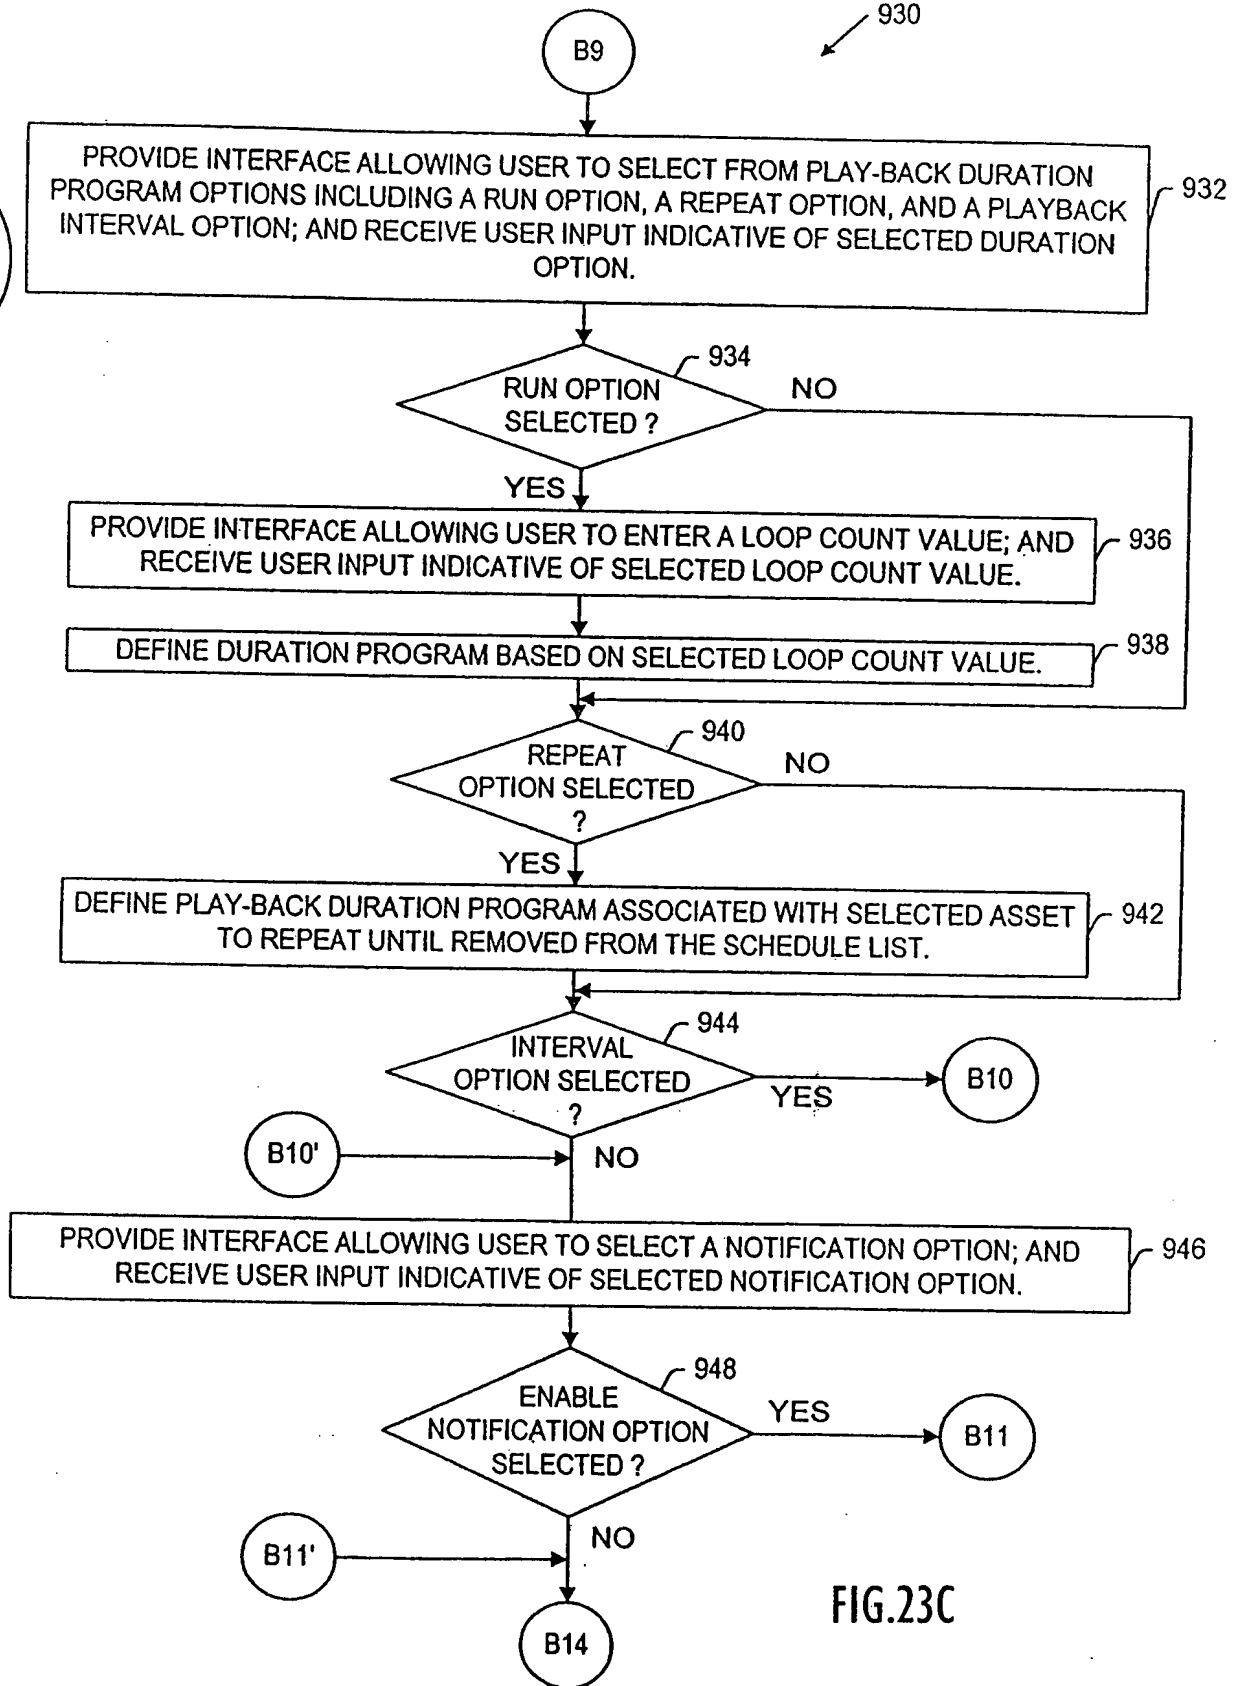 930
B9
PROVIDE INTERFACE ALLOWING USER TO SELECT FROM PLAY-BACK DURATION
PROGRAM OPTIONS INCLUDING A RUN OPTION, A REPEAT OPTION, AND A PLAYBACK
INTERVAL OPTION; AND RECEIVE USER INPUT INDICATIVE OF SELECTED DURATION
OPTION.
932
934
RUN OPTION
SELECTED ?
NO
YES
PROVIDE INTERFACE ALLOWING USER TO ENTER A LOOP COUNT VALUE; AND
RECEIVE USER INPUT INDICATIVE OF SELECTED LOOP COUNT VALUE.
936
DEFINE DURATION PROGRAM BASED ON SELECTED LOOP COUNT VALUE.
938
940
REPEAT
OPTION SELECTED
?
NO
YES
DEFINE PLAY-BACK DURATION PROGRAM ASSOCIATED WITH SELECTED ASSET
TO REPEAT UNTIL REMOVED FROM THE SCHEDULE LIST.
942
944
INTERVAL
OPTION SELECTED
?
YES
B10
B10'
NO
PROVIDE INTERFACE ALLOWING USER TO SELECT A NOTIFICATION OPTION; AND
RECEIVE USER INPUT INDICATIVE OF SELECTED NOTIFICATION OPTION.
946
948
ENABLE
NOTIFICATION OPTION
SELECTED ?
YES
B11
NO
B11'
B14
FIG.23C